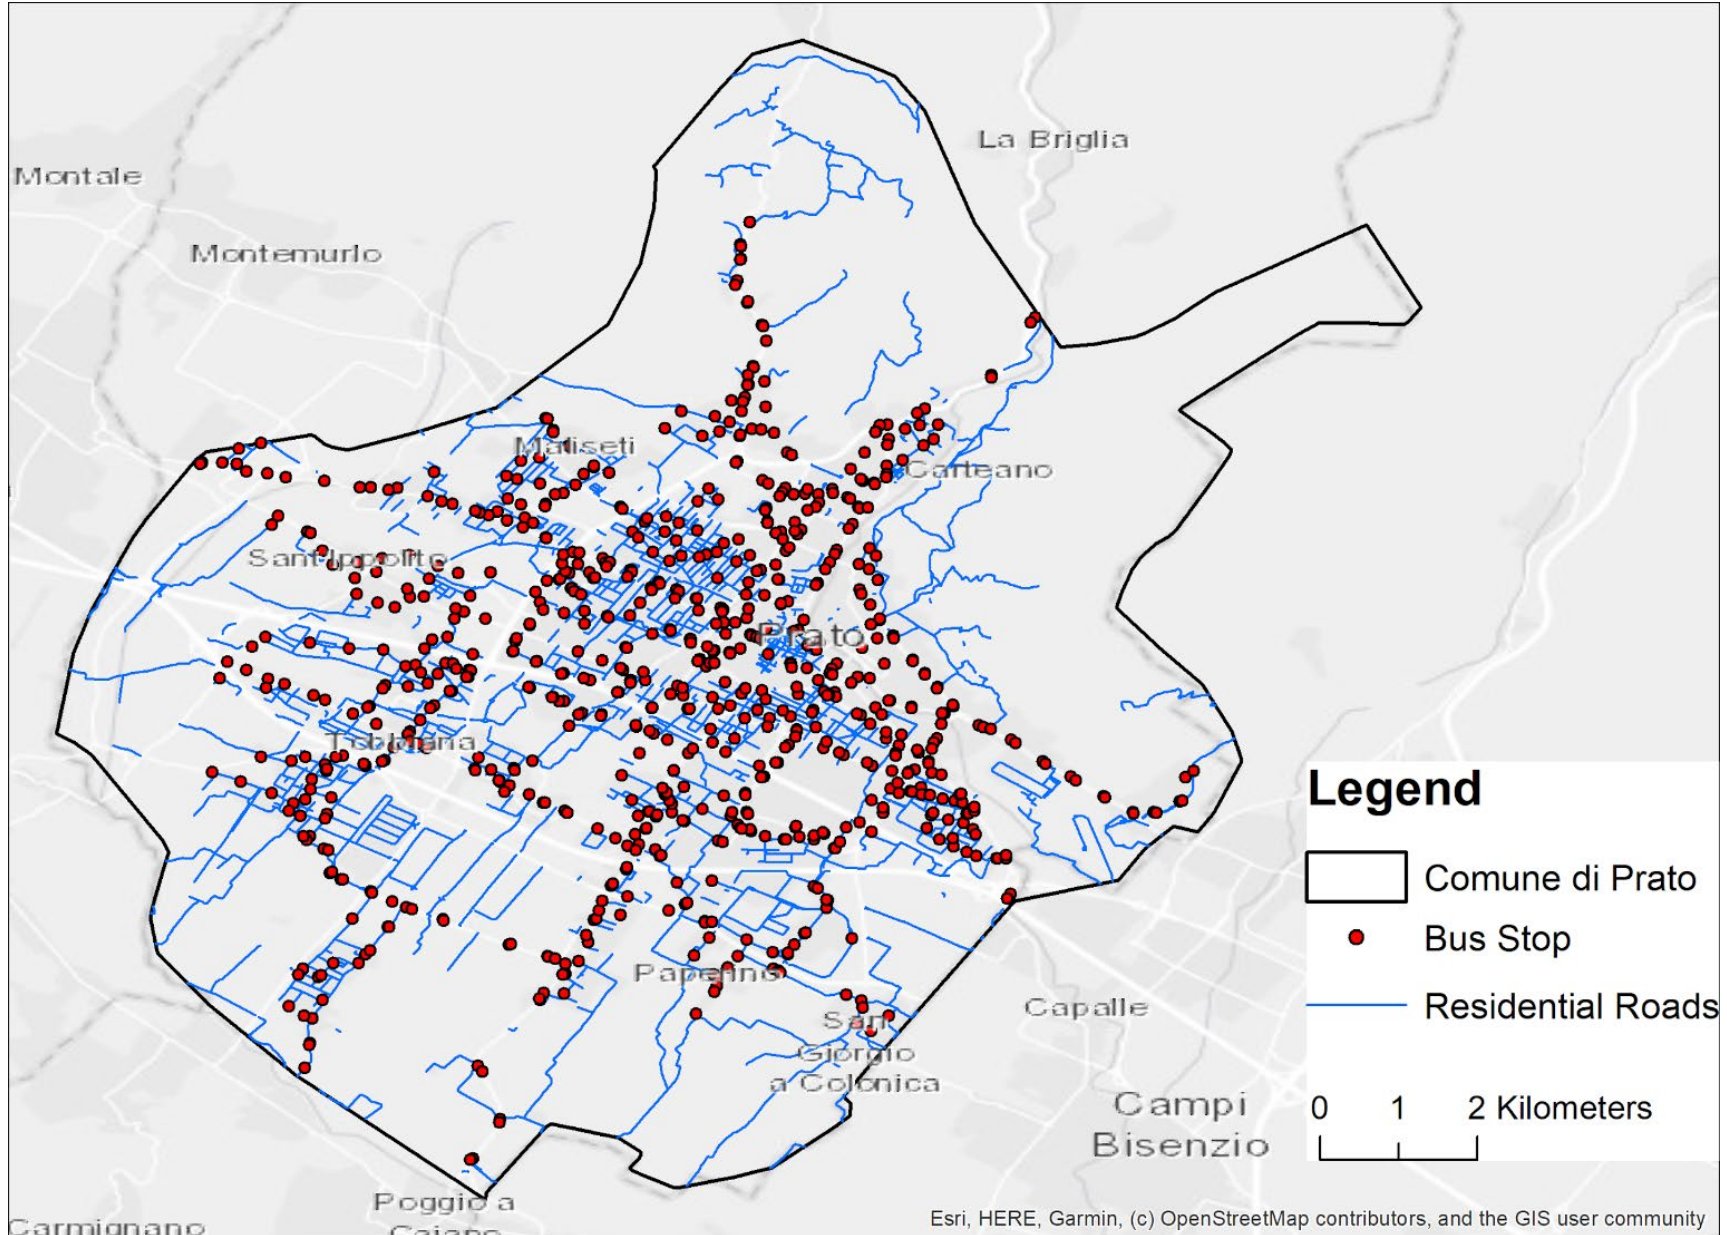 La Briglia
Montale
Montemurlo
Maliseti
Carteano
Sant'Ippolito
Prato
Tobbiana
Paperino
San
Giorgio
a Colonica
Capalle
Campi
Bisenzio
Poggio a
Caiano
Carmignano
Legend
Comune di Prato
Bus Stop
Residential Roads
0 1 2 Kilometers
Esri, HERE, Garmin, (c) OpenStreetMap contributors, and the GIS user community